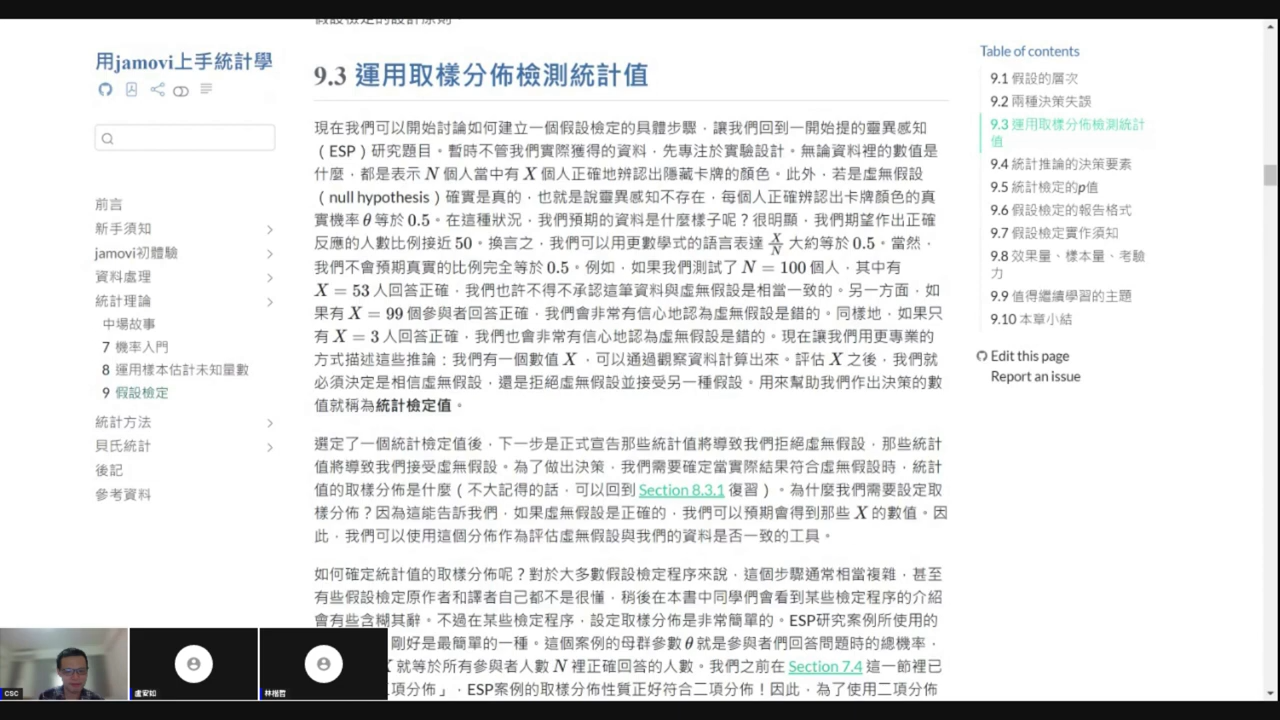 假設檢定的設計原則。
用jamovi上手統計學
前言
新手須知
jamovi初體驗
資料處理
統計理論
中場故事
7 機率入門
8 運用樣本估計未知量數
9 假設檢定
統計方法
貝氏統計
後記
參考資料
9.3 運用取樣分佈檢測統計值
現在我們可以開始討論如何建立一個假設檢定的具體步驟，讓我們回到一開始提的靈異感知
（ESP）研究題目。暫時不管我們實際獲得的資料，先專注於實驗設計。無論資料裡的數值是
什麼，都是表示 N 個人當中有 X 個人正確地辨認出隱藏卡牌的顏色。此外，若是虛無假設
（null hypothesis）確實是真的，也就是說靈異感知不存在，每個人正確辨認出卡牌顏色的真
實機率 θ 等於 0.5。在這種狀況，我們預期的資料是什麼樣子呢？很明顯，我們期望作出正確
反應的人數比例接近 50。換言之，我們可以用更數學式的語言表達 X/N 大約等於 0.5。當然，
我們不會預期真實的比例完全等於 0.5。例如，如果我們測試了 N = 100 個人，其中有
X = 53 人回答正確，我們也許不得不承認這筆資料與虛無假設是相當一致的。另一方面，如
果有 X = 99 個參與者回答正確，我們會非常有信心地認為虛無假設是錯的。同樣地，如果只
有 X = 3 人回答正確，我們也會非常有信心地認為虛無假設是錯的。現在讓我們用更專業的
方式描述這些推論：我們有一個數值 X ，可以通過觀察資料計算出來。評估 X 之後，我們就
必須決定是相信虛無假設，還是拒絕虛無假設並接受另一種假設。用來幫助我們作出決策的數
值就稱為統計檢定值。
選定了一個統計檢定值後，下一步是正式宣告那些統計值將導致我們拒絕虛無假設，那些統計
值將導致我們接受虛無假設。為了做出決策，我們需要確定當實際結果符合虛無假設時，統計
值的取樣分佈是什麼（不大記得的話，可以回到 Section 8.3.1 復習）。為什麼我們需要設定取
樣分佈？因為這能告訴我們，如果虛無假設是正確的，我們可以預期會得到那些 X 的數值。因
此，我們可以使用這個分佈作為評估虛無假設與我們的資料是否一致的工具。
如何確定統計值的取樣分佈呢？對於大多數假設檢定程序來說，這個步驟通常相當複雜，甚至
有些假設檢定原作者和譯者自己都不是很懂，稍後在本書中同學們會看到某些檢定程序的介紹
會有些含糊其辭。不過在某些檢定程序，設定取樣分佈是非常簡單的。ESP研究案例所使用的
剛好是最簡單的一種。這個案例的母群參數 θ 就是參與者們回答問題時的總機率，
X 就等於所有參與者人數 N 裡正確回答的人數。我們之前在 Section 7.4 這一節裡已
二項分佈」，ESP案例的取樣分佈性質正好符合二項分佈！因此，為了使用二項分佈
Table of contents
9.1 假設的層次
9.2 兩種決策失誤
9.3 運用取樣分佈檢測統計
值
9.4 統計推論的決策要素
9.5 統計檢定的p值
9.6 假設檢定的報告格式
9.7 假設檢定實作須知
9.8 效果量、樣本量、考驗
力
9.9 值得繼續學習的主題
9.10 本章小結
Edit this page
Report an issue
CSC